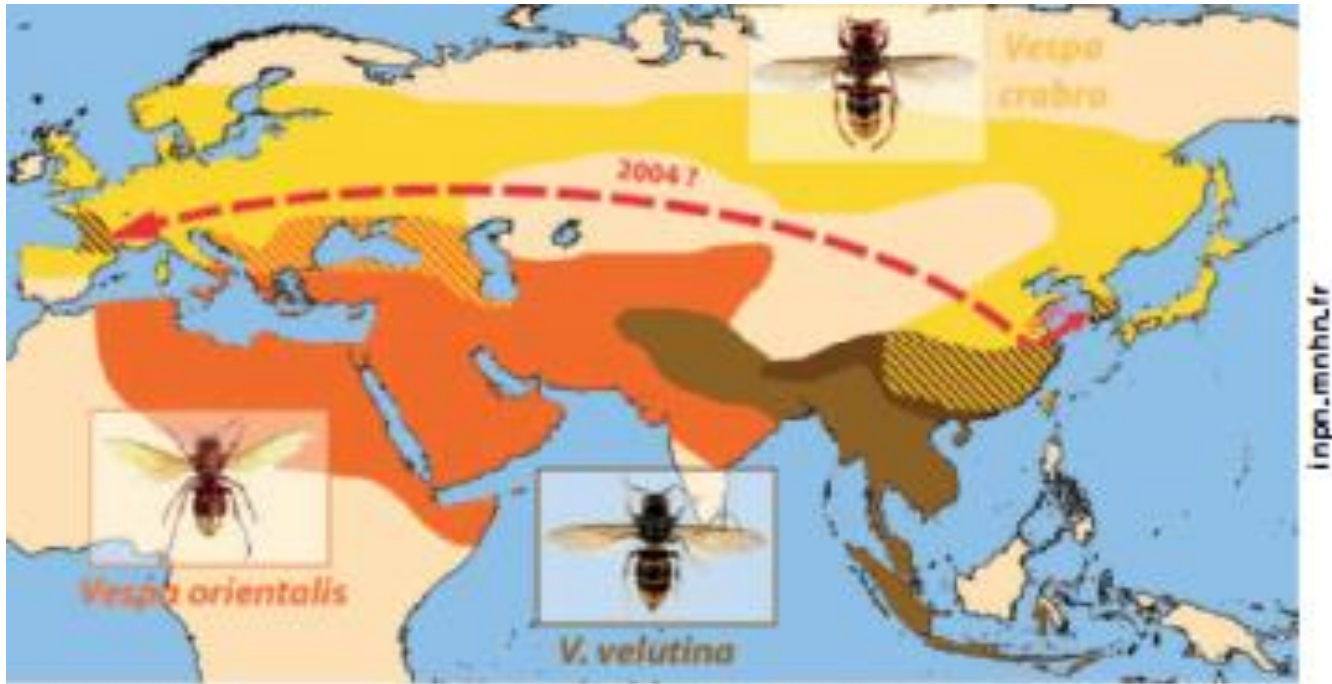 Vespa
crabro
2004 ?
Vespa orientalis
V. velutina
inpn.mnhn.fr